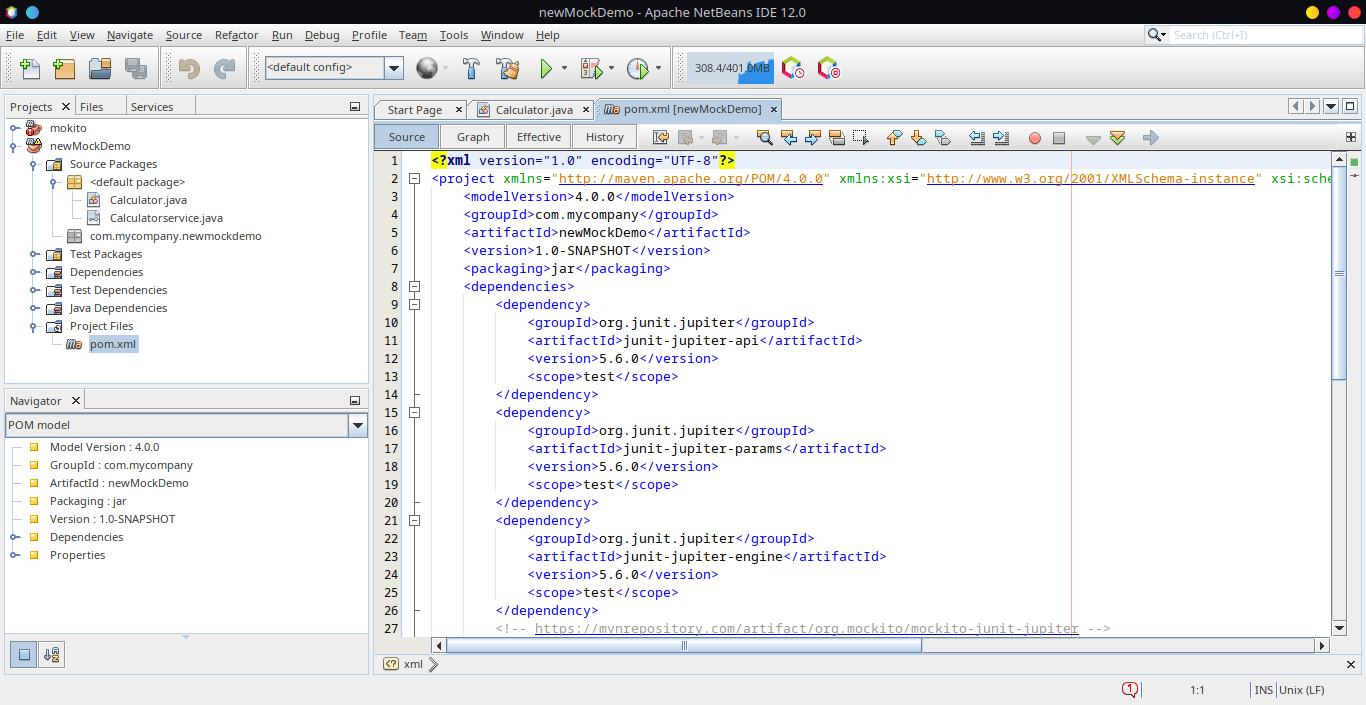 newMockDemo - Apache NetBeans IDE 12.0
File Edit View Navigate Source Refactor Run Debug Profile Team Tools Window Help
Search (Ctrl+I)
<default config>
308.4/401.0MB
Projects Files Services
mokito
newMockDemo
Source Packages
<default package>
Calculator.java
Calculatorservice.java
com.mycompany.newmockdemo
Test Packages
Dependencies
Test Dependencies
Java Dependencies
Project Files
pom.xml
Navigator
POM model
Model Version : 4.0.0
GroupId : com.mycompany
ArtifactId : newMockDemo
Packaging : jar
Version : 1.0-SNAPSHOT
Dependencies
Properties
Start Page Calculator.java pom.xml [newMockDemo]
Source Graph Effective History
1 <?xml version="1.0" encoding="UTF-8"?>
2 <project xmlns="http://maven.apache.org/POM/4.0.0" xmlns:xsi="http://www.w3.org/2001/XMLSchema-instance" xsi:sche
3 <modelVersion>4.0.0</modelVersion>
4 <groupId>com.mycompany</groupId>
5 <artifactId>newMockDemo</artifactId>
6 <version>1.0-SNAPSHOT</version>
7 <packaging>jar</packaging>
8 <dependencies>
9 <dependency>
10 <groupId>org.junit.jupiter</groupId>
11 <artifactId>junit-jupiter-api</artifactId>
12 <version>5.6.0</version>
13 <scope>test</scope>
14 </dependency>
15 <dependency>
16 <groupId>org.junit.jupiter</groupId>
17 <artifactId>junit-jupiter-params</artifactId>
18 <version>5.6.0</version>
19 <scope>test</scope>
20 </dependency>
21 <dependency>
22 <groupId>org.junit.jupiter</groupId>
23 <artifactId>junit-jupiter-engine</artifactId>
24 <version>5.6.0</version>
25 <scope>test</scope>
26 </dependency>
27 <!-- https://mvnrepository.com/artifact/org.mockito/mockito-junit-jupiter -->
xml
1 1:1 INS Unix (LF)